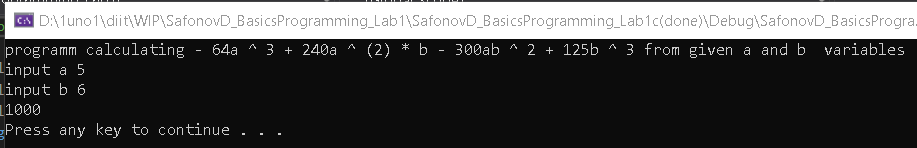 D:\1uno1\diit\WIP\SafonovD_BasicsProgramming_Lab1\SafonovD_BasicsProgramming_Lab1c(done)\Debug\SafonovD_BasicsProgra
programm calculating - 64a ^ 3 + 240a ^ (2) * b - 300ab ^ 2 + 125b ^ 3 from given a and b  variables
input a 5
input b 6
1000
Press any key to continue . . .